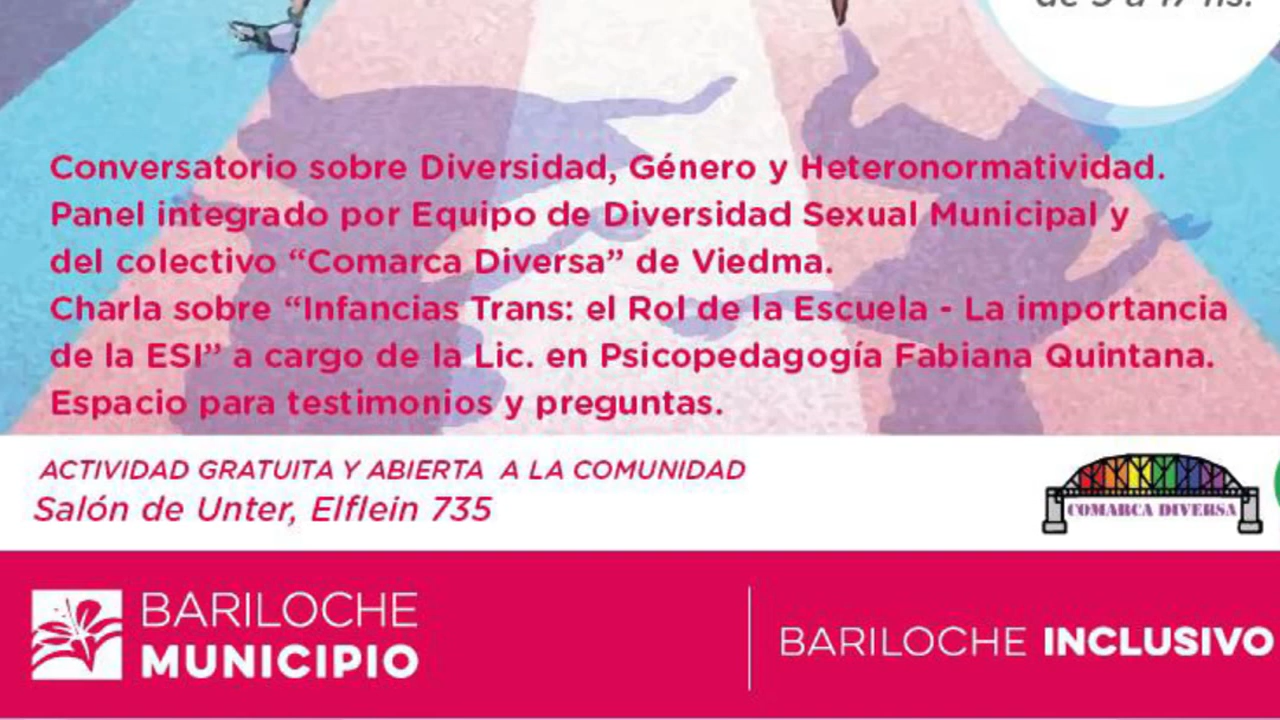 Conversatorio sobre Diversidad, Género y Heteronormatividad.
Panel integrado por Equipo de Diversidad Sexual Municipal y
del colectivo “Comarca Diversa” de Viedma.
Charla sobre “Infancias Trans: el Rol de la Escuela - La importancia
de la ESI” a cargo de la Lic. en Psicopedagogía Fabiana Quintana.
Espacio para testimonios y preguntas.
ACTIVIDAD GRATUITA Y ABIERTA A LA COMUNIDAD
Salón de Unter, Elflein 735
COMARCA DIVERSA
BARILOCHE
MUNICIPIO
BARILOCHE INCLUSIVO